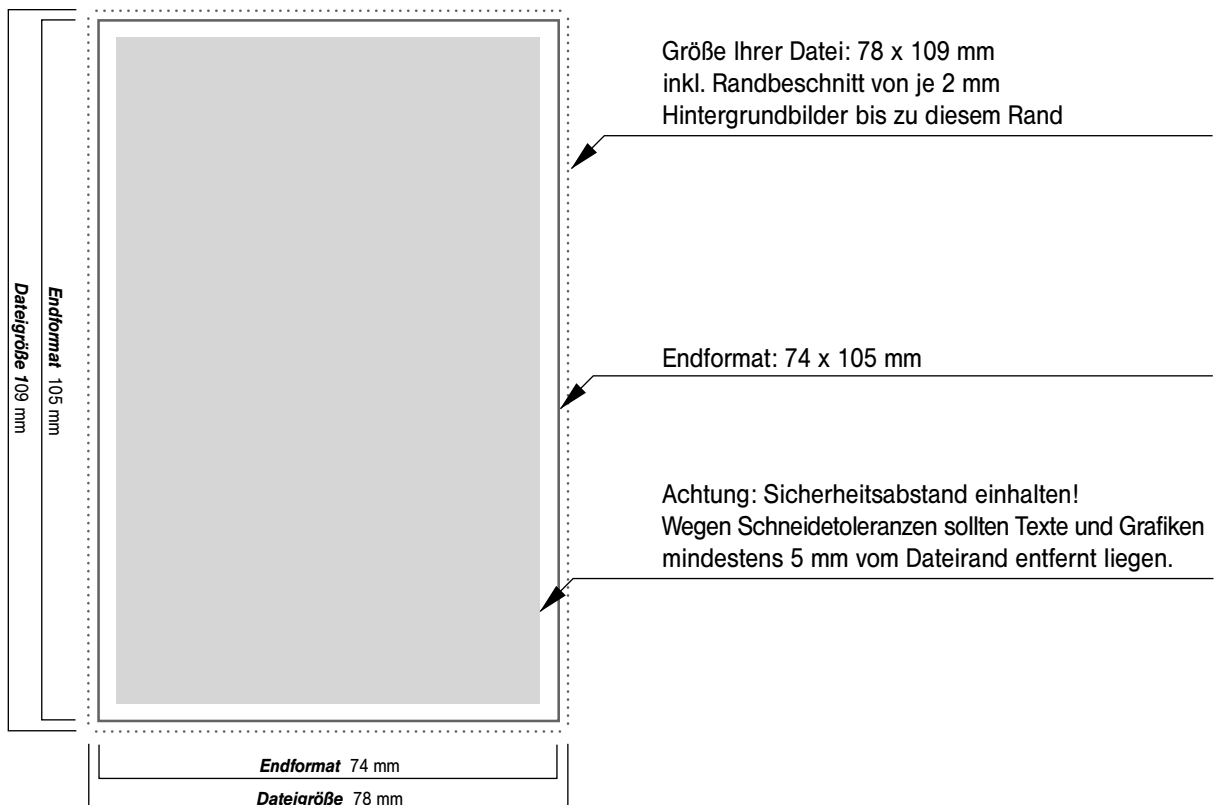 Größe Ihrer Datei: 78 x 109 mm
inkl. Randbeschnitt von je 2 mm
Hintergrundbilder bis zu diesem Rand
Dateigröße 109 mm
Endformat 105 mm
Endformat: 74 x 105 mm
Achtung: Sicherheitsabstand einhalten!
Wegen Schneidetoleranzen sollten Texte und Grafiken
mindestens 5 mm vom Dateirand entfernt liegen.
Endformat 74 mm
Dateigröße 78 mm